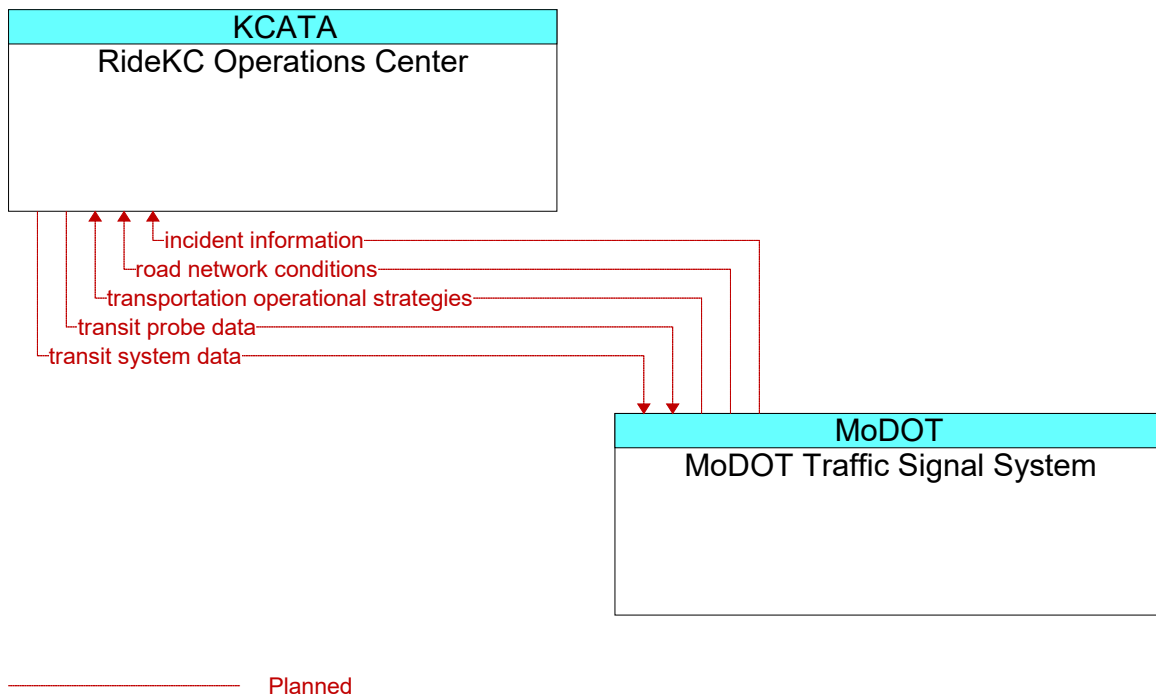 KCATA
RideKC Operations Center
incident information
road network conditions
transportation operational strategies
transit probe data
transit system data
MoDOT
MoDOT Traffic Signal System
Planned